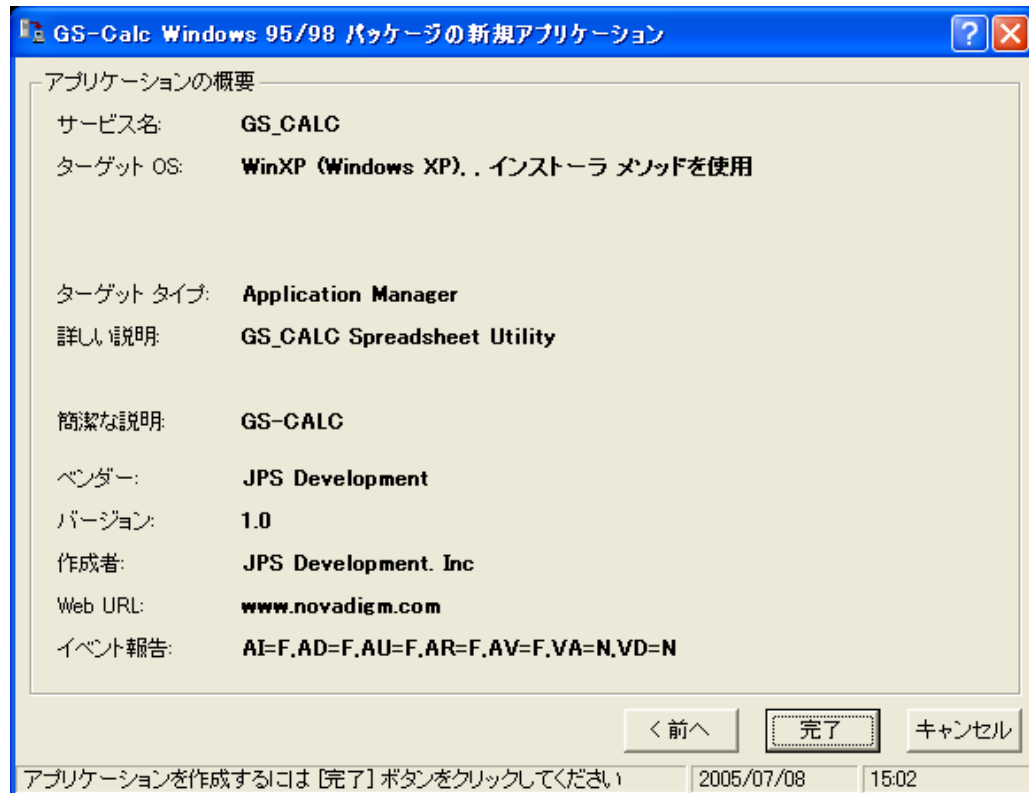 GS-Calc Windows 95/98 パッケージの新規アプリケーション
アプリケーションの概要
サービス名: GS_CALC
ターゲット OS: WinXP (Windows XP). . インストーラ メソッドを使用
ターゲット タイプ: Application Manager
詳しい説明: GS_CALC Spreadsheet Utility
簡潔な説明: GS-CALC
ベンダー: JPS Development
バージョン: 1.0
作成者: JPS Development. Inc
Web URL: www.novadigm.com
イベント報告: AI=F,AD=F,AU=F,AR=F,AV=F,VA=N,VD=N
< 前へ 完了 キャンセル
アプリケーションを作成するには [完了] ボタンをクリックしてください 2005/07/08 15:02